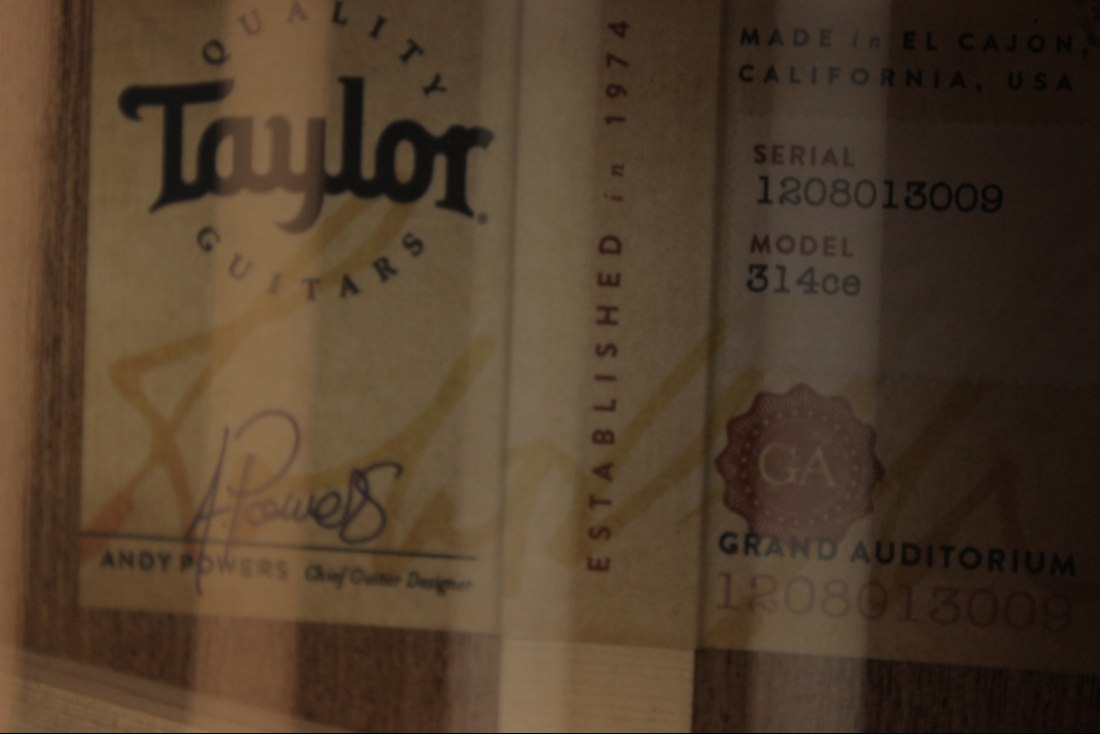 QUALITY
Taylor
GUITARS
A. Powers
ANDY POWERS Chief Guitar Designer
ESTABLISHED in 1974
MADE in EL CAJON,
CALIFORNIA, USA
SERIAL
1208013009
MODEL
314ce
GA
GRAND AUDITORIUM
1208013009